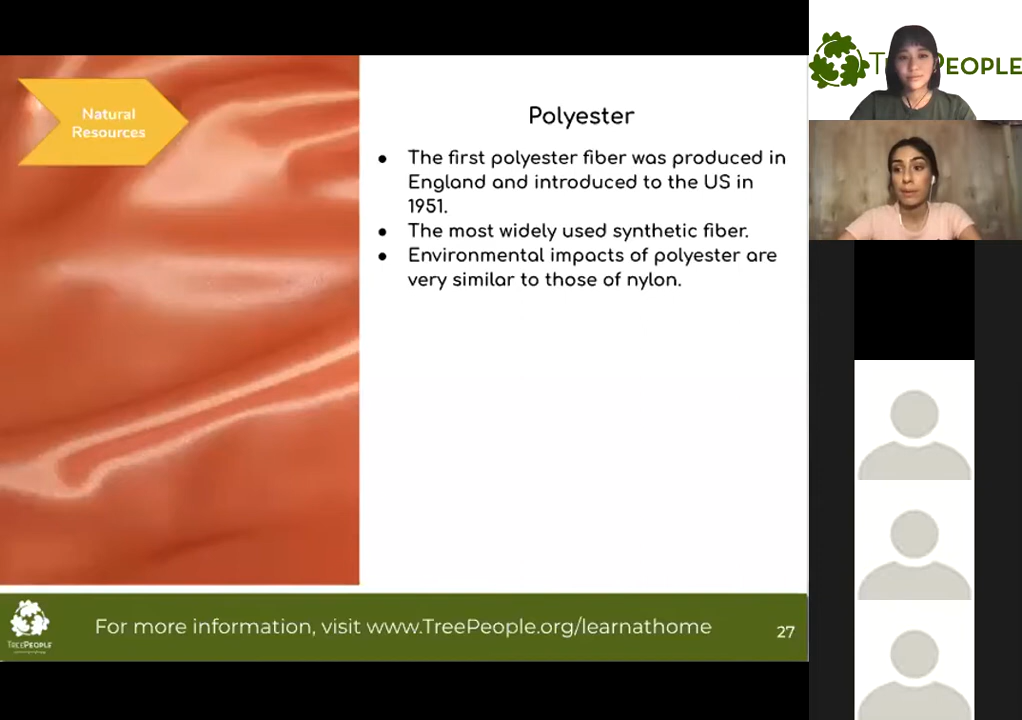 Natural
Resources
Polyester
● The first polyester fiber was produced in
England and introduced to the US in
1951.
● The most widely used synthetic fiber.
● Environmental impacts of polyester are
very similar to those of nylon.
TREEPEOPLE
For more information, visit www.TreePeople.org/learnathome
27
PEOPLE